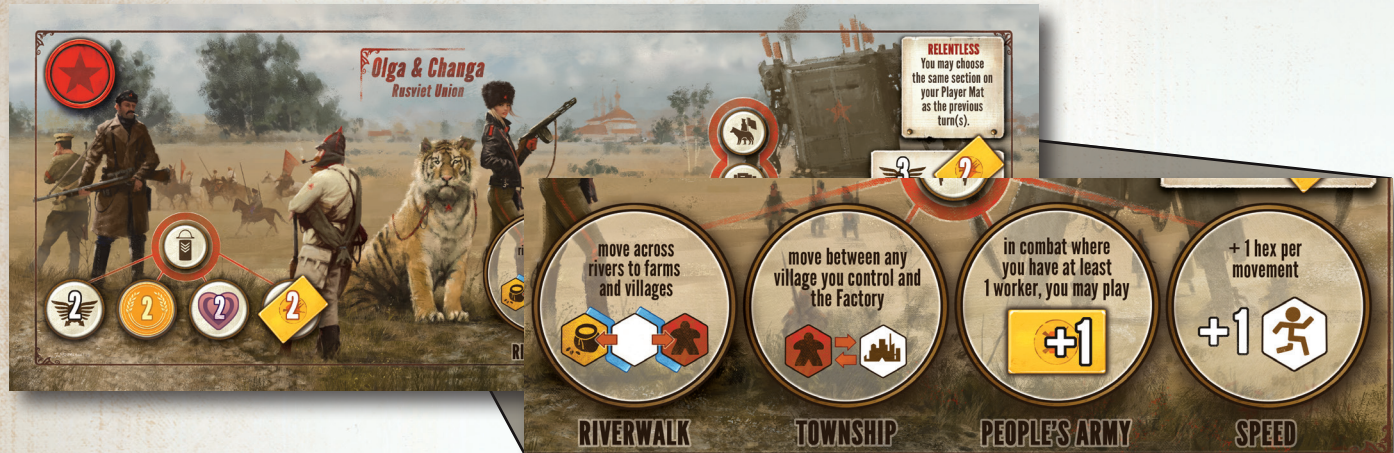 Olga & Changa
Rusviet Union
RELENTLESS
You may choose
the same section on
your Player Mat
as the previous
turn(s).
3
2
2
2
2
2
move across
rivers to farms
and villages
RIVERWALK
move between any
village you control and
the Factory
TOWNSHIP
in combat where
you have at least
1 worker, you may play
+1
PEOPLE'S ARMY
+ 1 hex per
movement
+1
SPEED